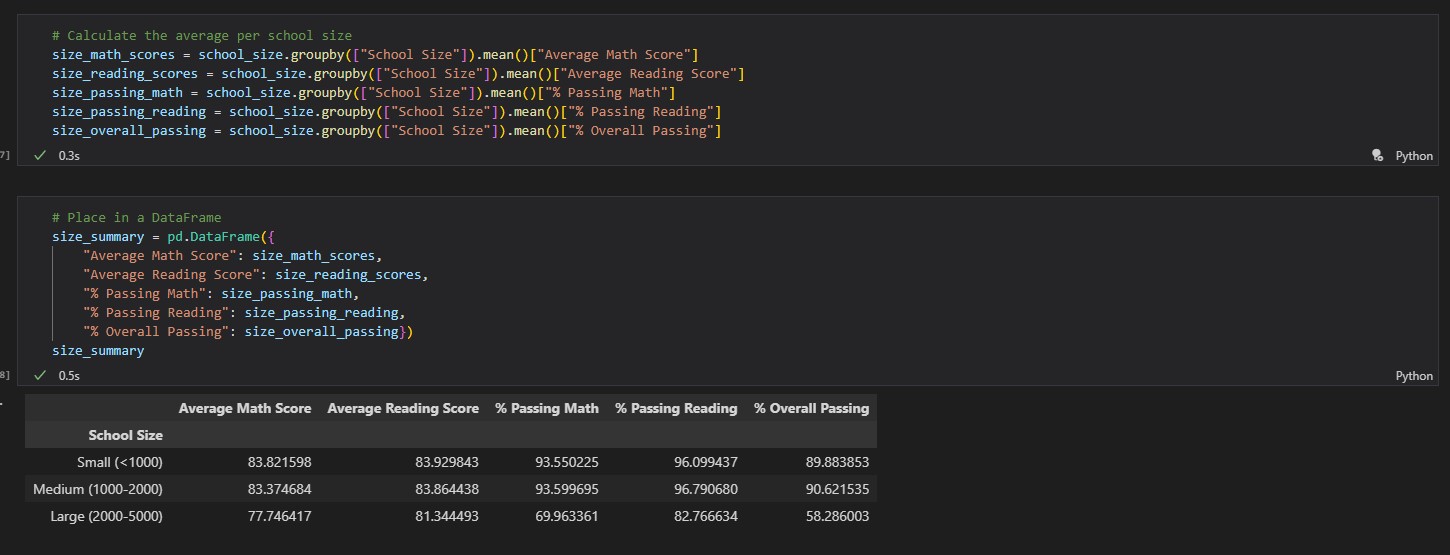 # Calculate the average per school size
size_math_scores = school_size.groupby(["School Size"]).mean()["Average Math Score"]
size_reading_scores = school_size.groupby(["School Size"]).mean()["Average Reading Score"]
size_passing_math = school_size.groupby(["School Size"]).mean()["% Passing Math"]
size_passing_reading = school_size.groupby(["School Size"]).mean()["% Passing Reading"]
size_overall_passing = school_size.groupby(["School Size"]).mean()["% Overall Passing"]
7] 0.3s Python
# Place in a DataFrame
size_summary = pd.DataFrame({
    "Average Math Score": size_math_scores,
    "Average Reading Score": size_reading_scores,
    "% Passing Math": size_passing_math,
    "% Passing Reading": size_passing_reading,
    "% Overall Passing": size_overall_passing})
size_summary
8] 0.5s Python
Average Math Score Average Reading Score % Passing Math % Passing Reading % Overall Passing
School Size
Small (<1000) 83.821598 83.929843 93.550225 96.099437 89.883853
Medium (1000-2000) 83.374684 83.864438 93.599695 96.790680 90.621535
Large (2000-5000) 77.746417 81.344493 69.963361 82.766634 58.286003